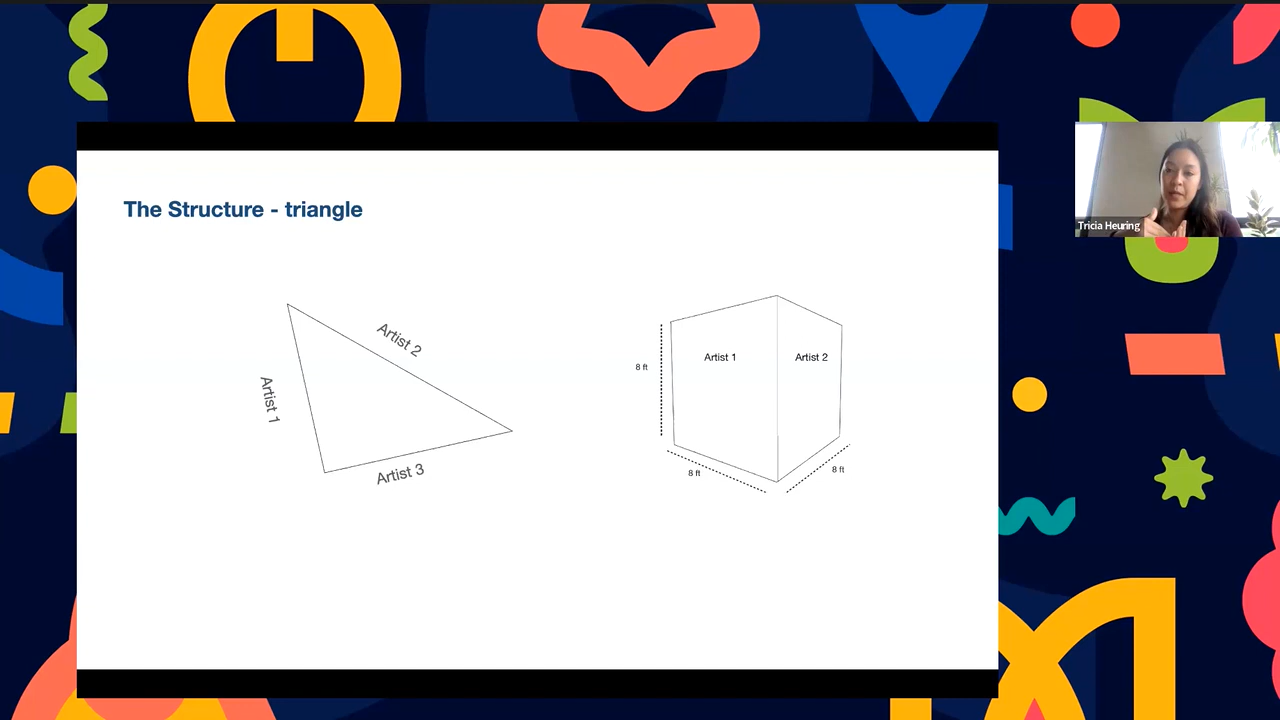 The Structure - triangle
Artist 2
Artist 1
Artist 3
8 ft
Artist 1
Artist 2
8 ft
8 ft
Tricia Heuring